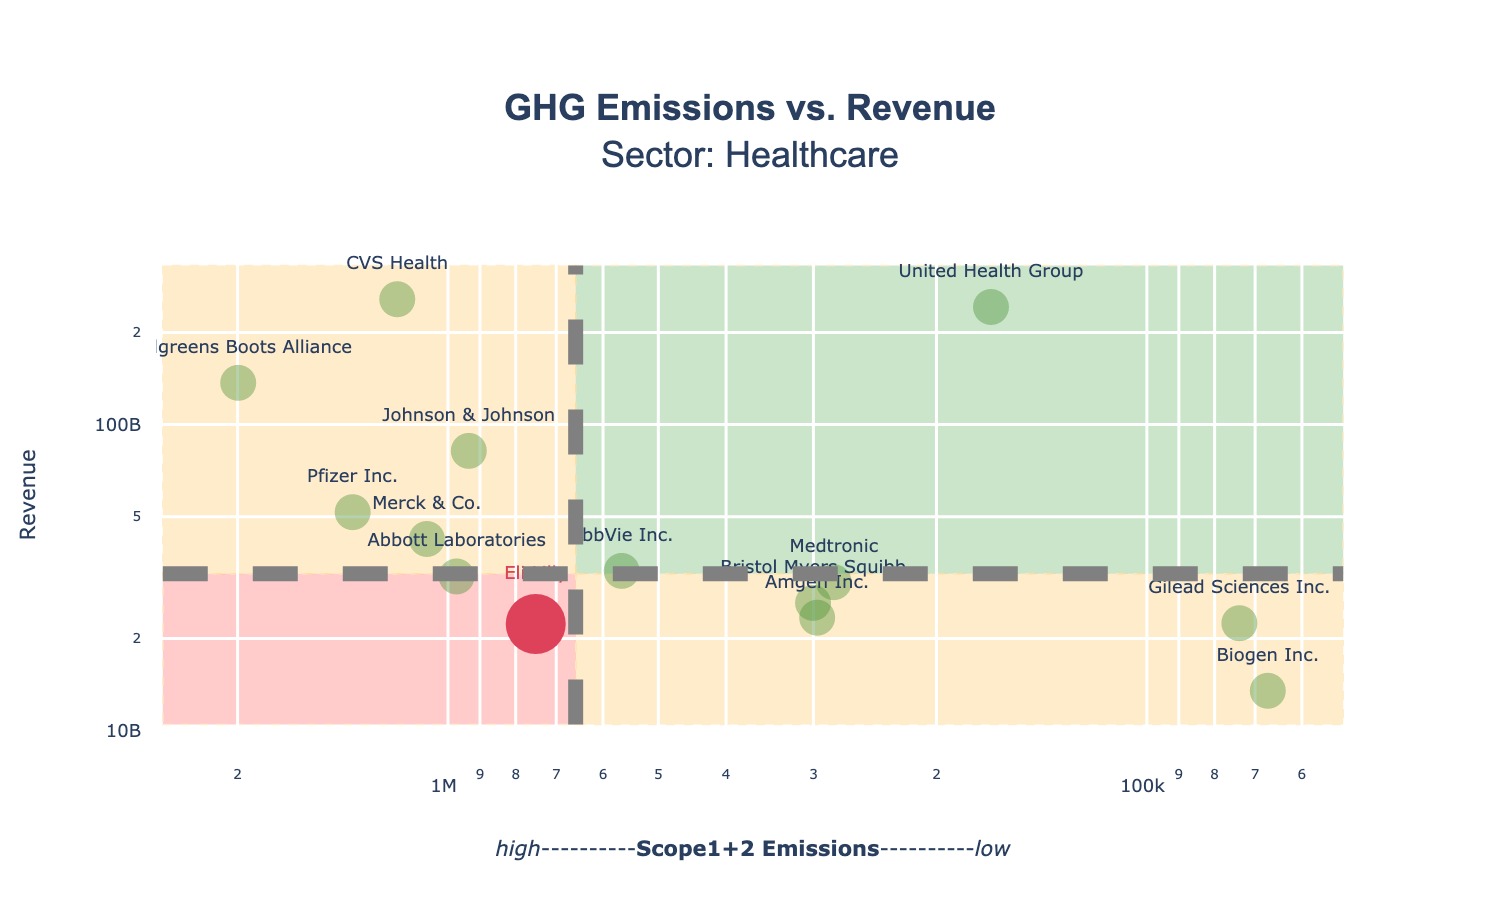 GHG Emissions vs. Revenue
Sector: Healthcare
CVS Health
United Health Group
2
lgreens Boots Alliance
Johnson & Johnson
100B
Pfizer Inc.
Merck & Co.
5
Abbott Laboratories
bbVie Inc.
Medtronic
Bristol Myers Squibb
Amgen Inc.
Gilead Sciences Inc.
2
Biogen Inc.
10B
Revenue
2 9 8 7 6 5 4 3 2 9 8 7 6
1M 100k
high----------Scope1+2 Emissions----------low